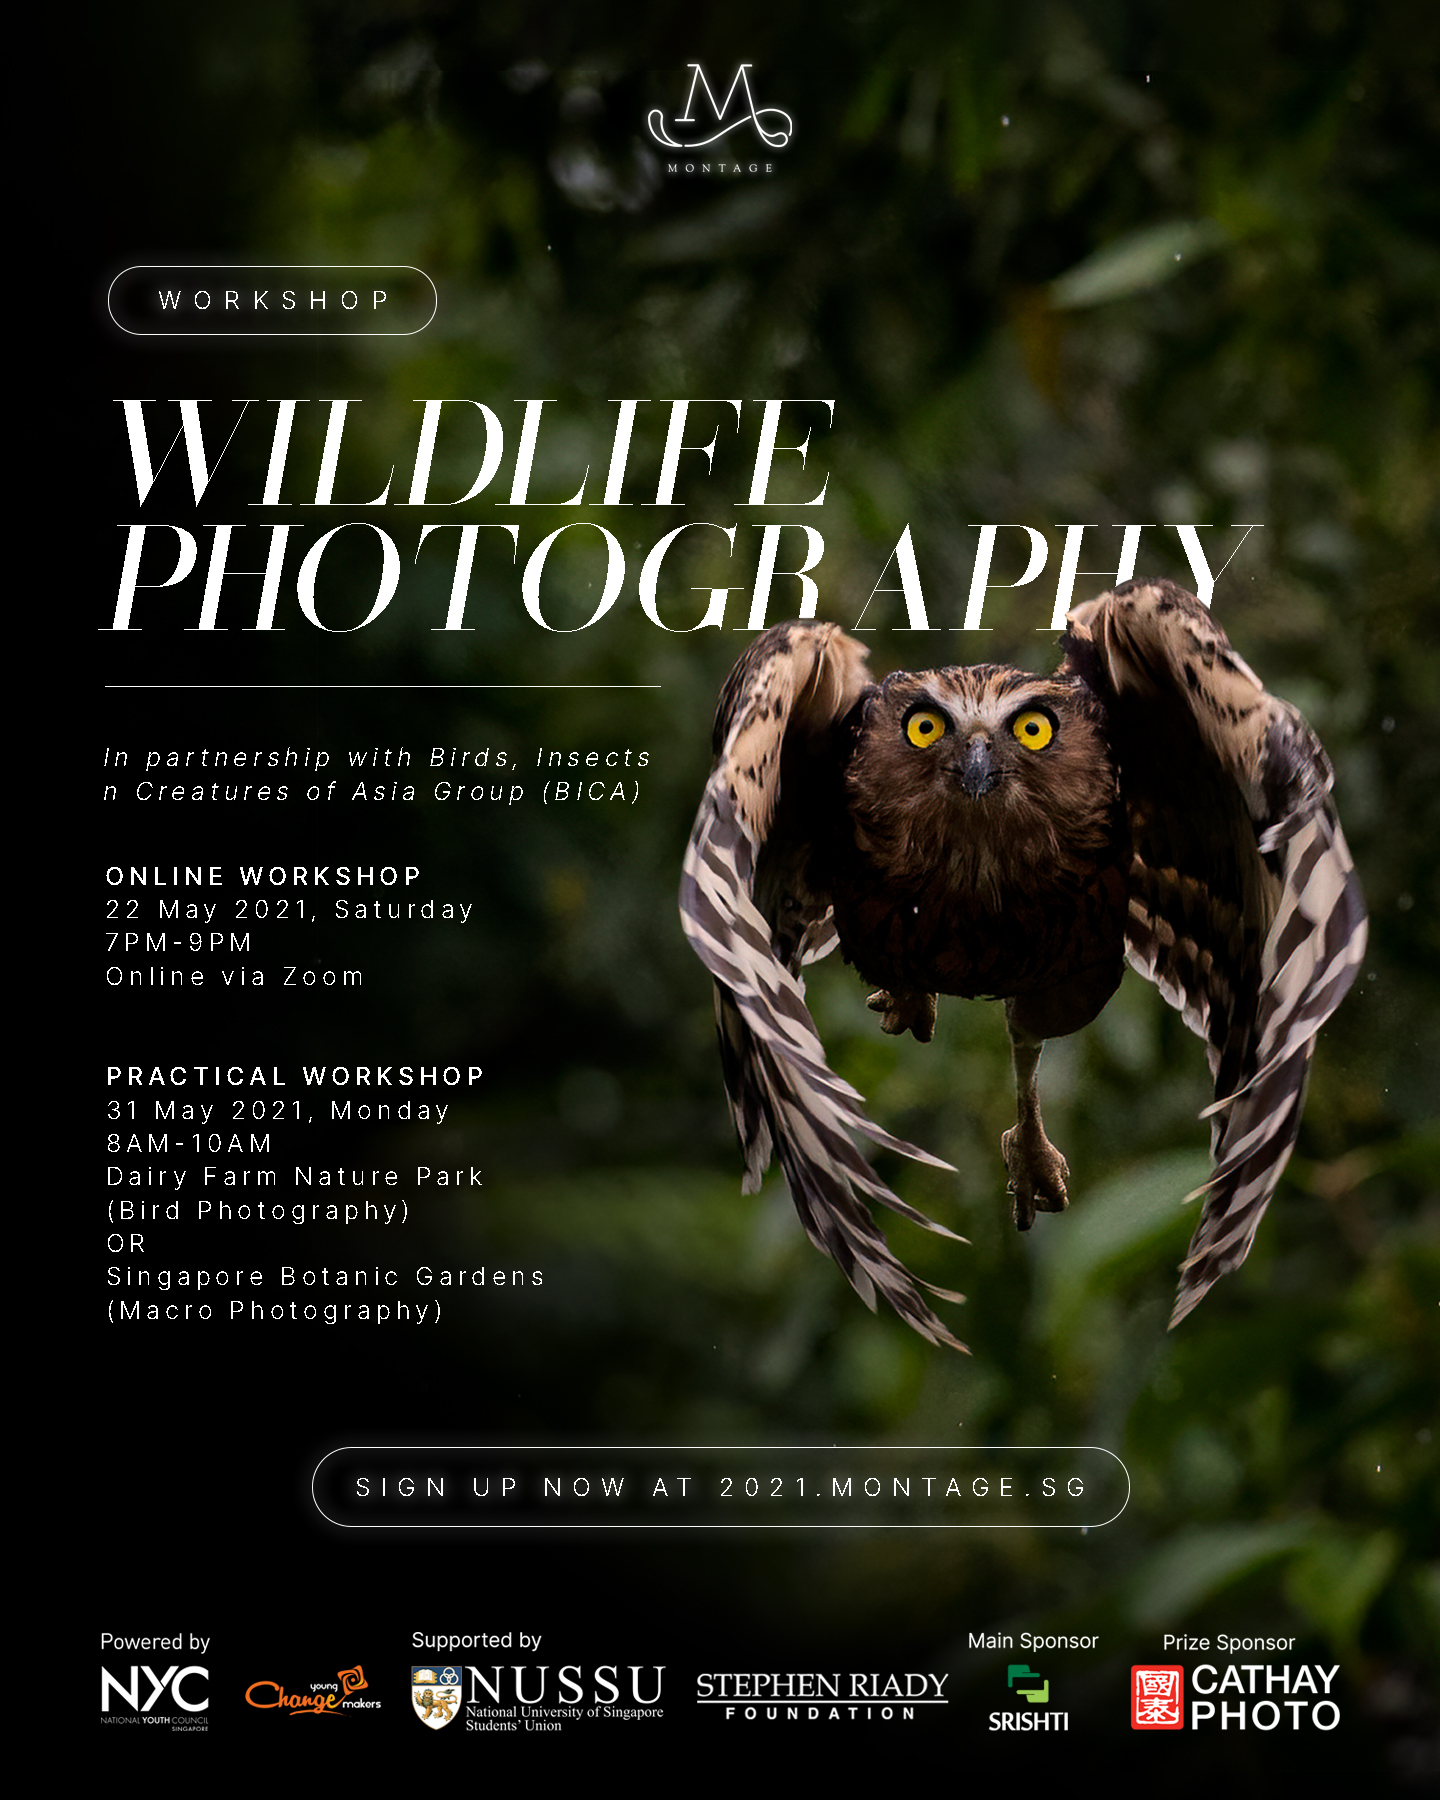 M
MONTAGE
WORKSHOP
WILDLIFE
PHOTOGRAPHY
In partnership with Birds, Insects
n Creatures of Asia Group (BICA)
ONLINE WORKSHOP
22 May 2021, Saturday
7PM-9PM
Online via Zoom
PRACTICAL WORKSHOP
31 May 2021, Monday
8AM-10AM
Dairy Farm Nature Park
(Bird Photography)
OR
Singapore Botanic Gardens
(Macro Photography)
SIGN UP NOW AT 2021.MONTAGE.SG
Powered by
NYC
NATIONAL YOUTH COUNCIL
SINGAPORE
young
Change makers
Supported by
NUSSU
National University of Singapore
Students' Union
STEPHEN RIADY
FOUNDATION
Main Sponsor
SRISHTI
Prize Sponsor
國泰
CATHAY
PHOTO